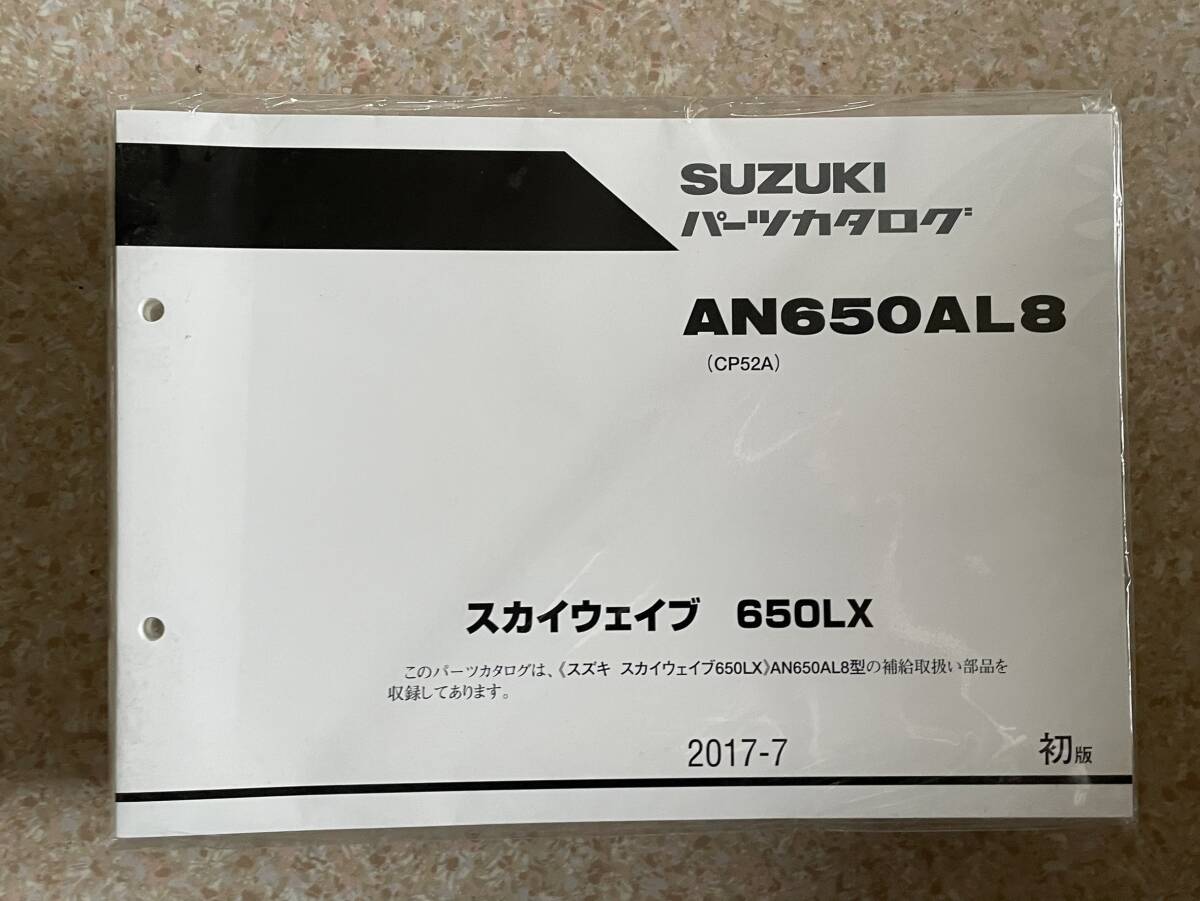 SUZUKI
パーツカタログ
AN650AL8
(CP52A)
スカイウェイブ 650LX
このパーツカタログは、《スズキ スカイウェイブ650LX》AN650AL8型の補給取扱い部品を
収録してあります。
2017-7 初版